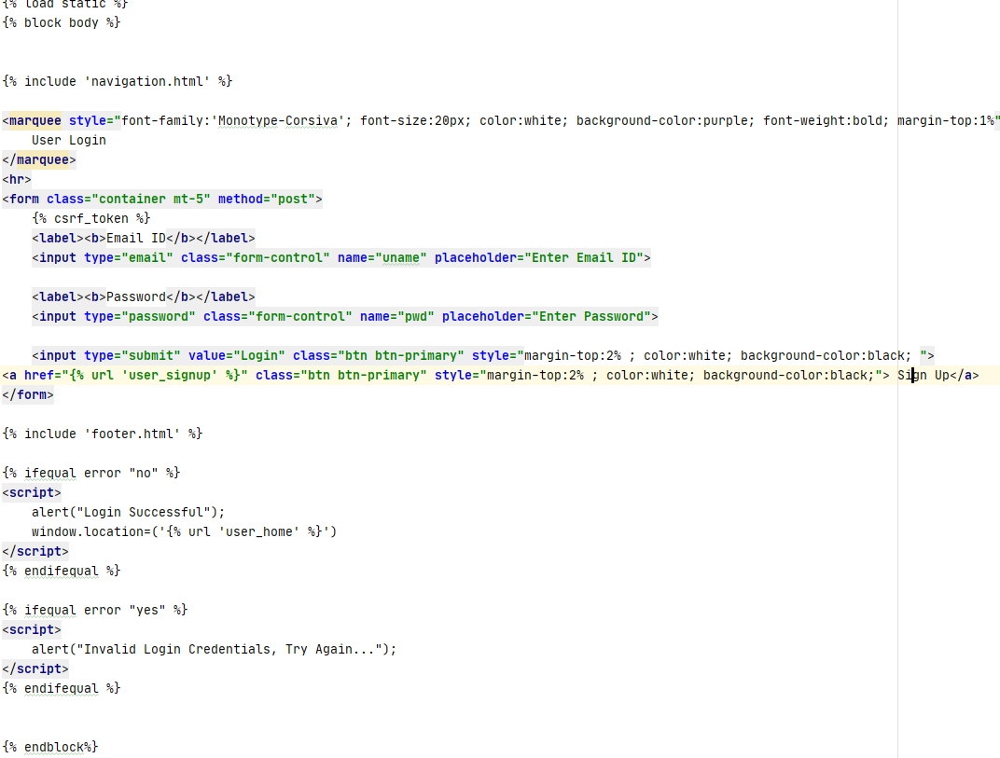 {% load static %}
{% block body %}
{% include 'navigation.html' %}
<marquee style="font-family:'Monotype-Corsiva'; font-size:20px; color:white; background-color:purple; font-weight:bold; margin-top:1%"
    User Login
</marquee>
<hr>
<form class="container mt-5" method="post">
    {% csrf_token %}
    <label><b>Email ID</b></label>
    <input type="email" class="form-control" name="uname" placeholder="Enter Email ID">
    <label><b>Password</b></label>
    <input type="password" class="form-control" name="pwd" placeholder="Enter Password">
    <input type="submit" value="Login" class="btn btn-primary" style="margin-top:2% ; color:white; background-color:black; ">
<a href="{% url 'user_signup' %}" class="btn btn-primary" style="margin-top:2% ; color:white; background-color:black;"> Sign Up</a>
</form>
{% include 'footer.html' %}
{% ifequal error "no" %}
<script>
    alert("Login Successful");
    window.location=('{% url 'user_home' %}')
</script>
{% endifequal %}
{% ifequal error "yes" %}
<script>
    alert("Invalid Login Credentials, Try Again...");
</script>
{% endifequal %}
{% endblock%}